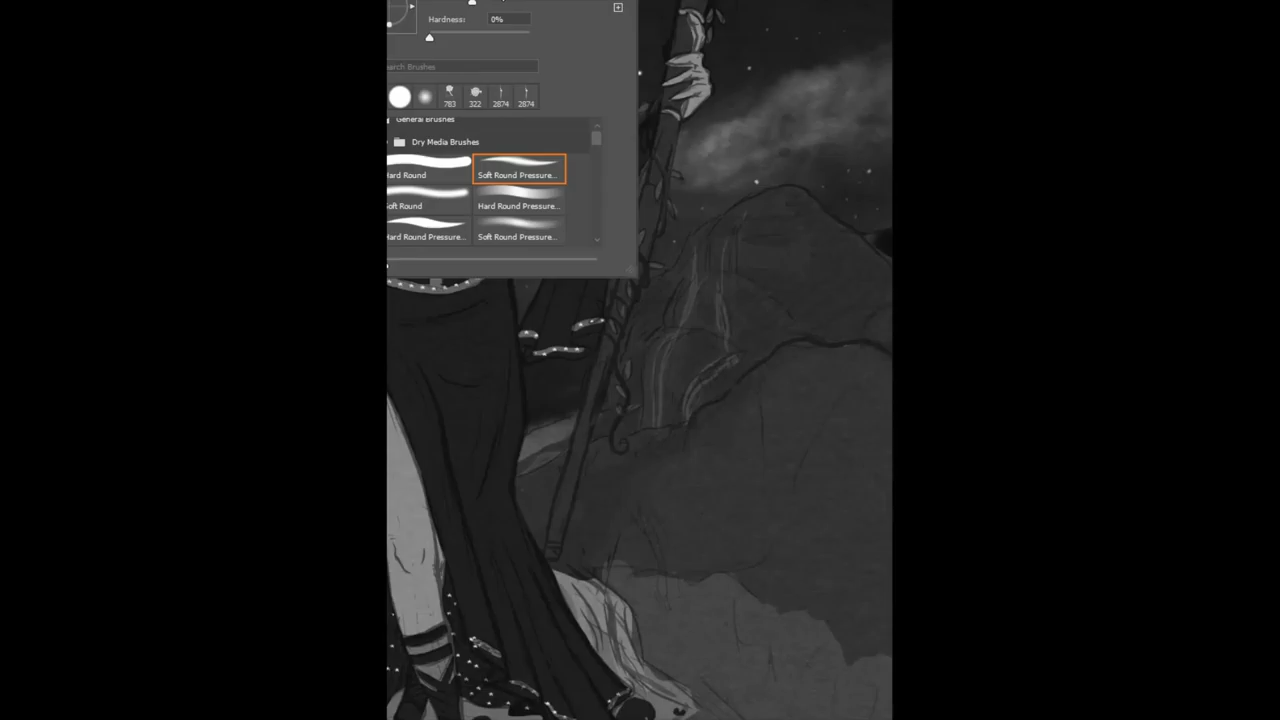 Hardness: 0%
arch Brushes
783 322 2874 2874
General Brushes
Dry Media Brushes
Hard Round Soft Round Pressure...
Soft Round Hard Round Pressure...
Hard Round Pressure... Soft Round Pressure...